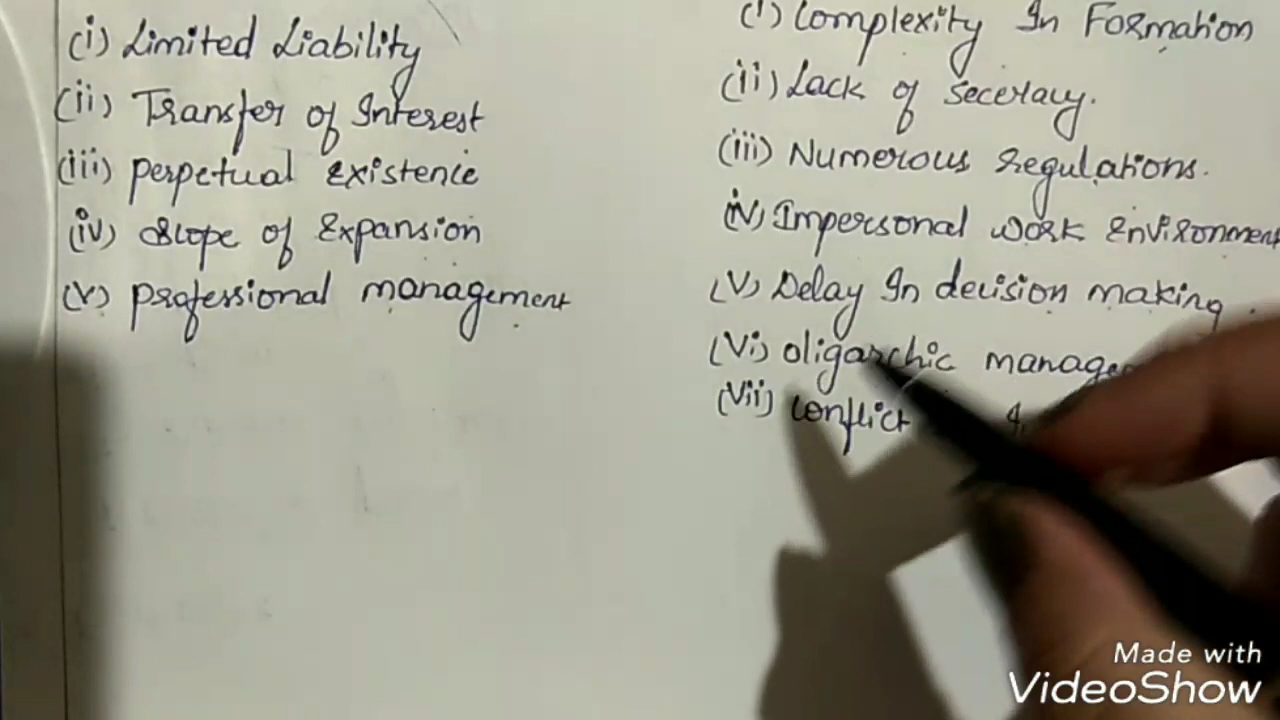 (i) Limited Liability
(ii) Transfer of Interest
(iii) perpetual existence
(iv) Scope of Expansion
(v) professional management
(i) Complexity In Formation
(ii) Lack of seceracy.
(iii) Numerous regulations.
(iv) Impersonal work Environment
(v) Delay In decision making.
(vi) oligarchic
(vii) conflict
Made with
VideoShow